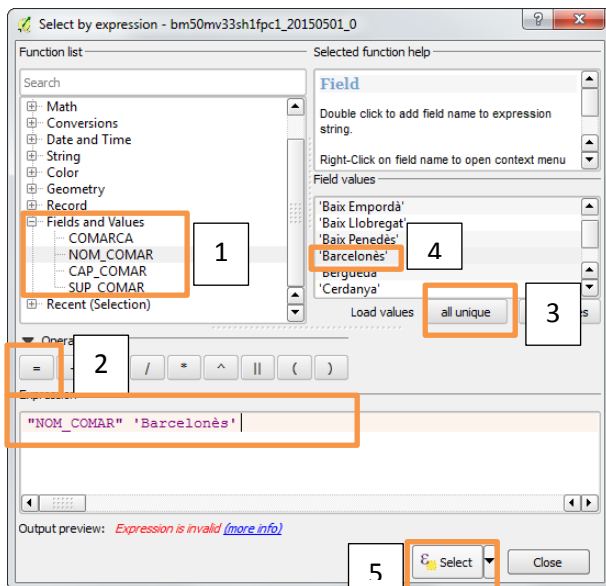 Select by expression - bm50mv33sh1fpc1_20150501_0
Function list
Search
Math
Conversions
Date and Time
String
Color
Geometry
Record
Fields and Values
COMARCA
NOM_COMAR
CAP_COMAR
SUP_COMAR
Recent (Selection)
1
Selected function help
Field
Double click to add field name to expression
string.
Right-Click on field name to open context menu
Field values
'Baix Empordà'
'Baix Llobregat'
'Baix Penedès'
'Barcelonès'
'Berguedà'
'Cerdanya'
4
Load values all unique
3
= / * ^ || ( )
2
Expression
"NOM_COMAR" 'Barcelonès'
Output preview: Expression is invalid (more info)
5
Select Close